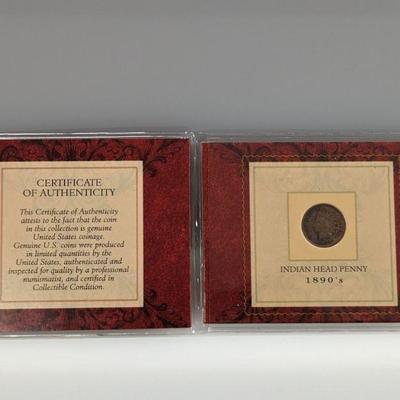 CERTIFICATE
OF AUTHENTICITY
This Certificate of Authenticity
attests to the fact that the coin
in this collection is genuine
United States coinage.
Genuine U.S. coins were produced
in limited quantities by the
United States, authenticated and
inspected for quality by a professional
numismatist, and certified in
Collectible Condition.
INDIAN HEAD PENNY
1890's